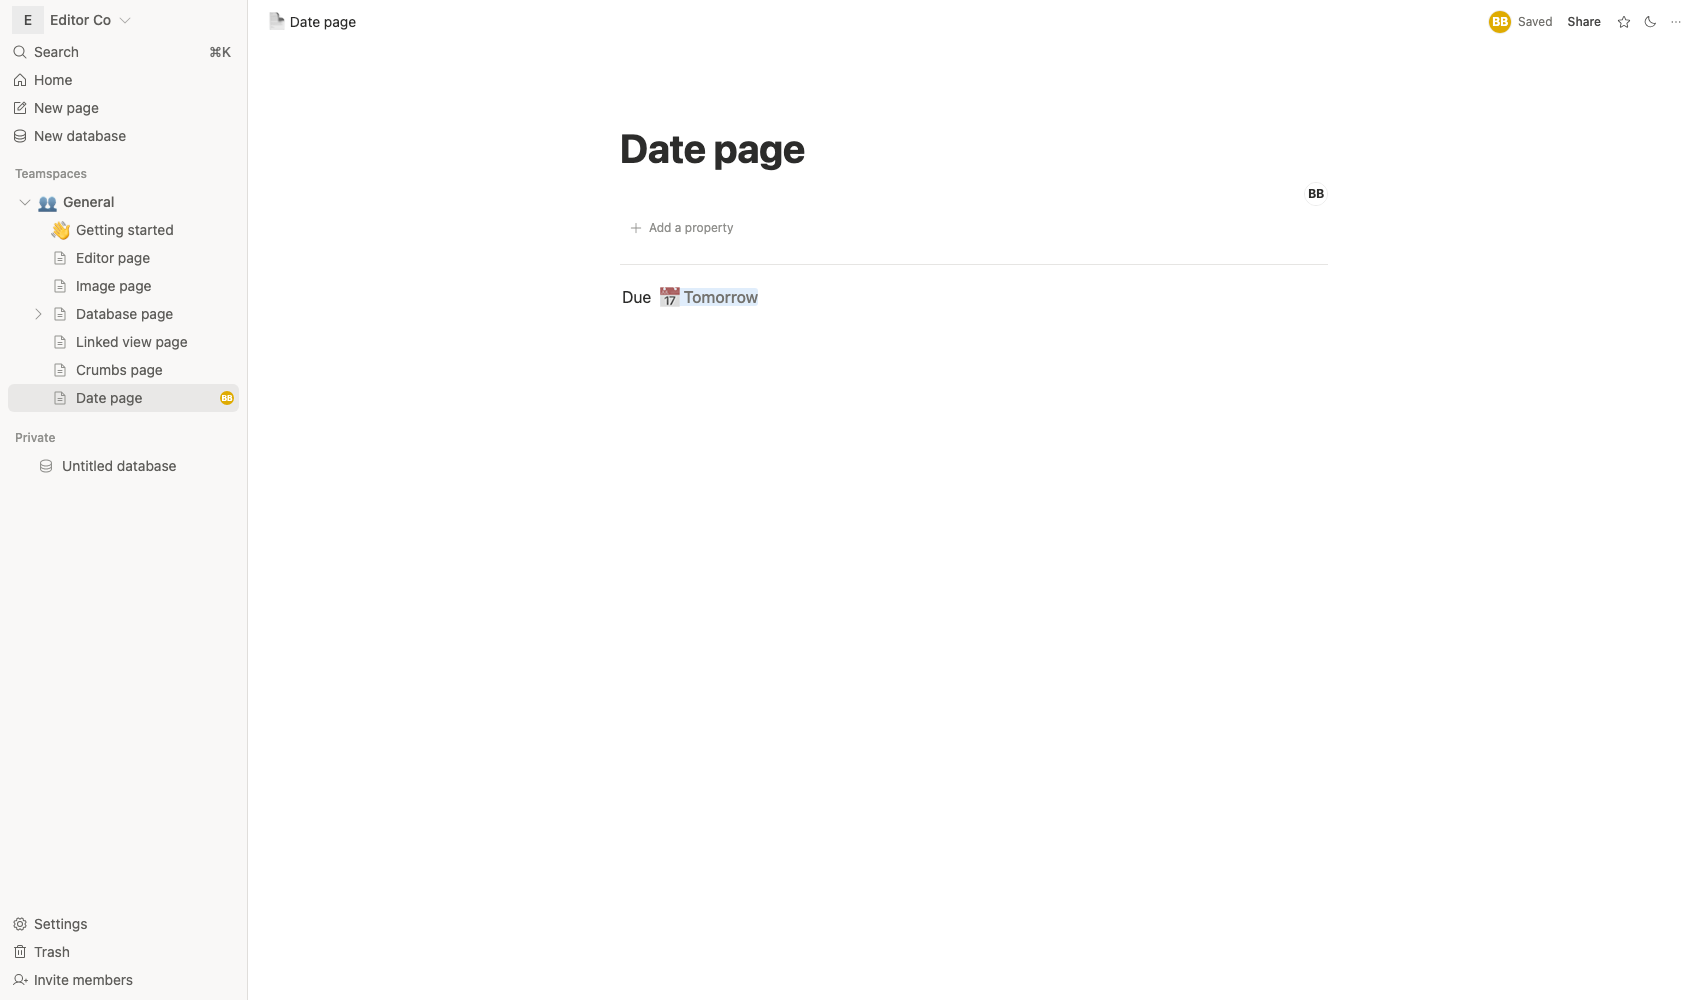 E Editor Co
Search ⌘K
Home
New page
New database
Teamspaces
General
Getting started
Editor page
Image page
Database page
Linked view page
Crumbs page
Date page BB
Private
Untitled database
Settings
Trash
Invite members
Date page
BB Saved Share
Date page
BB
Add a property
Due 17 Tomorrow